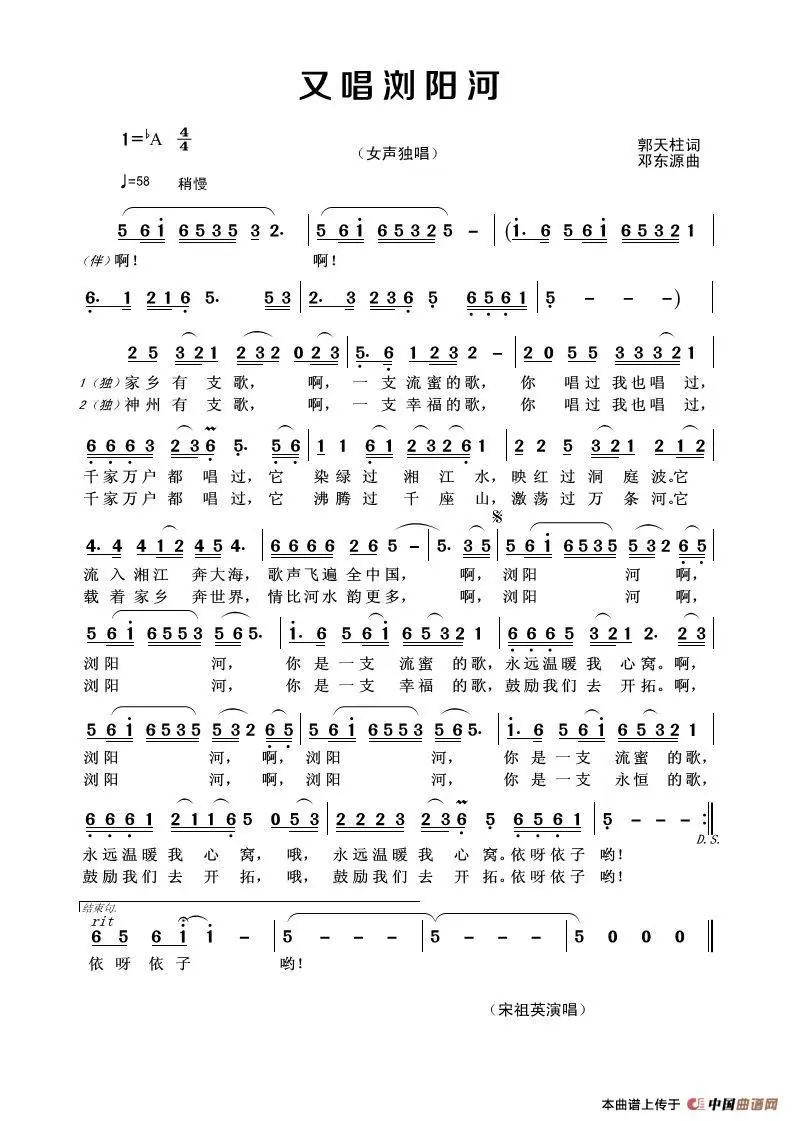 又唱浏阳河
1=♭A 4/4
（女声独唱）
郭天柱词
邓东源曲
♩=58 稍慢
5 6 i 6 5 3 5 3 2. | 5 6 i 6 5 3 2 5 - | (i. 6 5 6 i 6 5 3 2 1 |
（伴）啊！ 啊！
6. 1 2 1 6 5. 5 3 | 2. 3 2 3 6 5 6 5 6 1 | 5 - - -) |
2 5 3 2 1 2 3 2 0 2 3 | 5. 6 1 2 3 2 - | 2 0 5 5 3 3 2 1 |
1（独）家乡有支歌， 啊，一支流蜜的歌， 你 唱过我也唱过，
2（独）神州有支歌， 啊，一支幸福的歌， 你 唱过我也唱过，
6 6 6 3 2 3 6 5. 5 6 | 1 1 6 1 2 3 2 6 1 | 2 2 5 3 2 1 2 1 2 |
千家万户都唱过，它 染绿过湘江水，映红过洞庭波。它
千家万户都唱过，它 沸腾过千座山，激荡过万条河。它
4. 4 4 1 2 4 5 4. | 6 6 6 6 2 6 5 - | 5. 3 5 | 5 6 i 6 5 3 5 5 3 2 6 5 |
流入湘江奔大海，歌声飞遍全中国， 啊，浏阳 河 啊，
载着家乡奔世界，情比河水韵更多， 啊，浏阳 河 啊，
5 6 i 6 5 5 3 5 6 5. | i. 6 5 6 i 6 5 3 2 1 | 6 6 6 5 3 2 1 2. 2 3 |
浏阳 河， 你是一支流蜜的歌，永远温暖我心窝。啊，
浏阳 河， 你是一支幸福的歌，鼓励我们去开拓。啊，
5 6 i 6 5 3 5 5 3 2 6 5 | 5 6 i 6 5 5 3 5 6 5. | i. 6 5 6 i 6 5 3 2 1 |
浏阳 河，啊，浏阳 河， 你是一支流蜜的歌，
浏阳 河，啊，浏阳 河， 你是一支永恒的歌，
6 6 6 1 2 1 1 6 5 0 5 3 | 2 2 2 3 2 3 6 5 6 5 6 1 | 5 - - - :||
D.S.
永远温暖我心窝，哦，永远温暖我心窝。依呀依子哟！
鼓励我们去开拓，哦，鼓励我们去开拓。依呀依子哟！
结束句.
rit
6 5 6 i i - | 5 - - - | 5 - - - | 5 0 0 0 ||
依呀依子 哟！
（宋祖英演唱）
本曲谱上传于 中国曲谱网